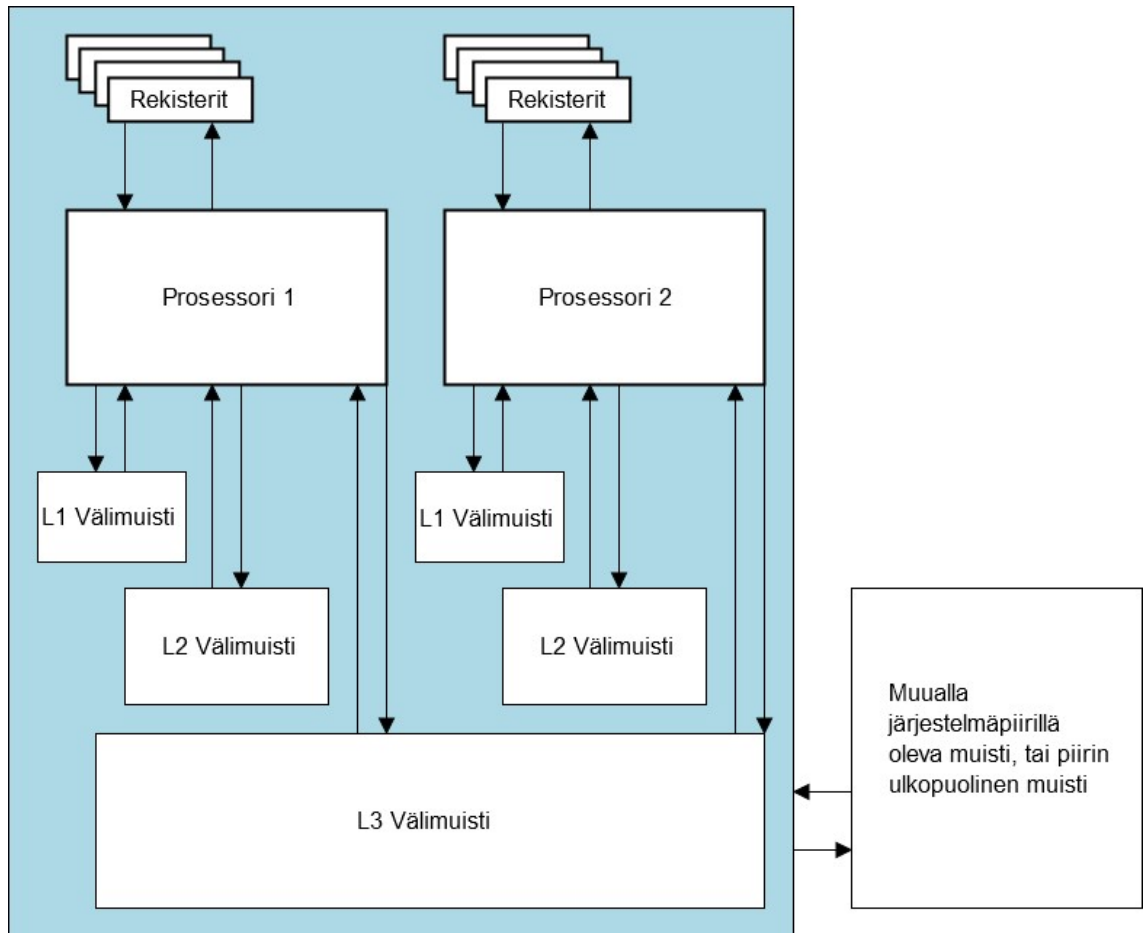 Rekisterit
Rekisterit
Prosessori 1
Prosessori 2
L1 Välimuisti
L1 Välimuisti
L2 Välimuisti
L2 Välimuisti
Muualla
järjestelmäpiirillä
oleva muisti, tai piirin
ulkopuolinen muisti
L3 Välimuisti